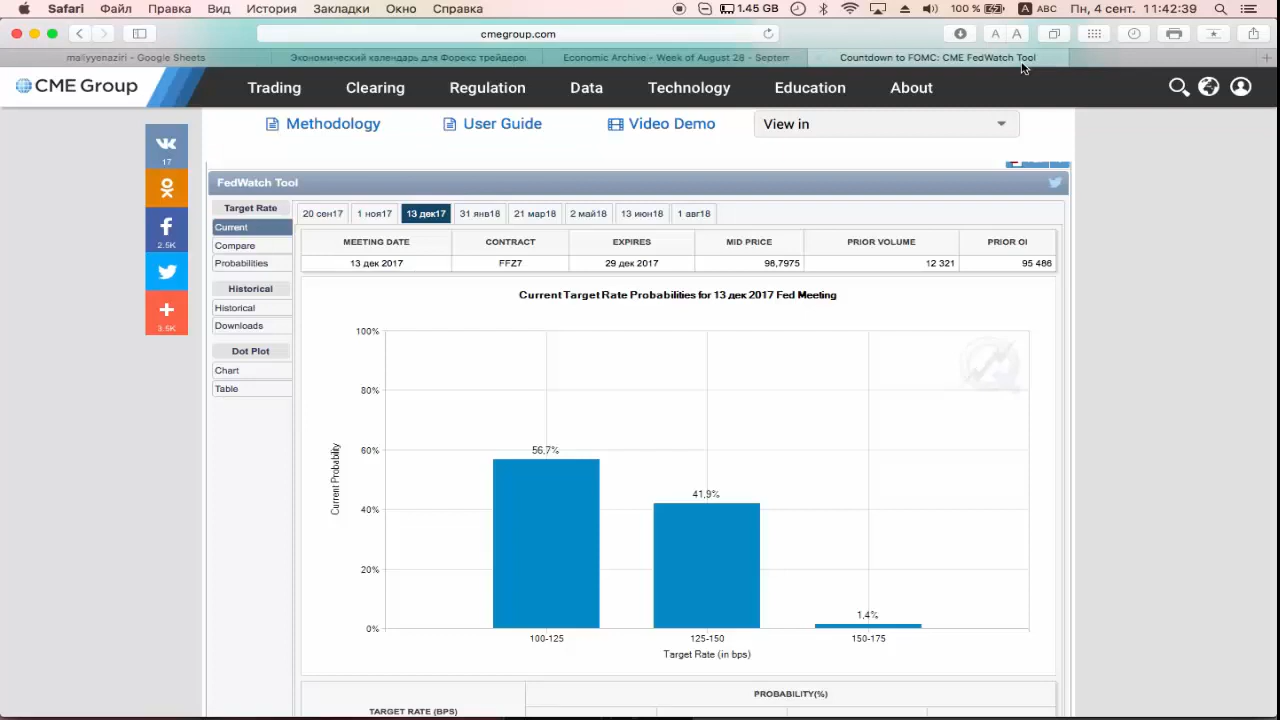 Safari Файл Правка Вид История Закладки Окно Справка 1.45 GB 100 % ABC Пн, 4 сент. 11:42:39
cmegroup.com A A
maliyyenaziri - Google Sheets Экономический календарь для Форекс трейдеро Economic Archive - Week of August 28 - Septem Countdown to FOMC: CME FedWatch Tool
CME Group Trading Clearing Regulation Data Technology Education About
Methodology User Guide Video Demo View in
17
2.5K
3.5K
FedWatch Tool
Target Rate
Current
Compare
Probabilities
Historical
Historical
Downloads
Dot Plot
Chart
Table
20 сен17 1 ноя17 13 дек17 31 янв18 21 мар18 2 май18 13 июн18 1 авг18
MEETING DATE CONTRACT EXPIRES MID PRICE PRIOR VOLUME PRIOR OI
13 дек 2017 FFZ7 29 дек 2017 98,7975 12 321 95 486
Current Target Rate Probabilities for 13 дек 2017 Fed Meeting
Current Probability
100%
80%
60%
40%
20%
0%
56,7%
41,9%
1,4%
100-125 125-150 150-175
Target Rate (in bps)
TARGET RATE (BPS) PROBABILITY(%)